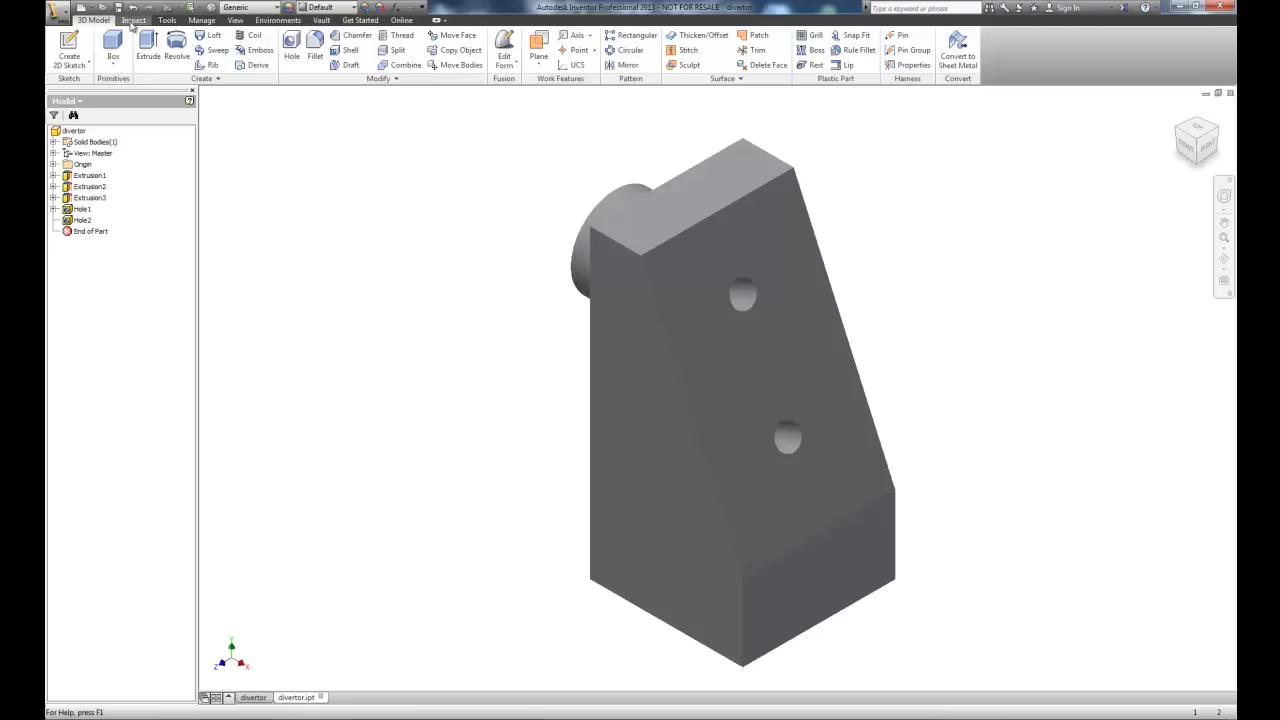 Generic
Default
Autodesk Inventor Professional 2013 - NOT FOR RESALE divertor
Type a keyword or phrase
Sign In
PRO
3D Model Inspect Tools Manage View Environments Vault Get Started Online
Create 2D Sketch
Box
Extrude
Revolve
Loft
Sweep
Rib
Coil
Emboss
Derive
Hole
Fillet
Chamfer
Shell
Draft
Thread
Split
Combine
Move Face
Copy Object
Move Bodies
Edit Form
Plane
Axis
Point
UCS
Rectangular
Circular
Mirror
Thicken/Offset
Stitch
Sculpt
Patch
Trim
Delete Face
Grill
Boss
Rest
Snap Fit
Rule Fillet
Lip
Pin
Pin Group
Properties
Convert to Sheet Metal
Sketch Primitives Create Modify Fusion Work Features Pattern Surface Plastic Part Harness Convert
Model
divertor
Solid Bodies(1)
View: Master
Origin
Extrusion1
Extrusion2
Extrusion3
Hole1
Hole2
End of Part
TOP
FRONT
RIGHT
Y
Z
X
divertor
divertor.ipt
For Help, press F1
1 2